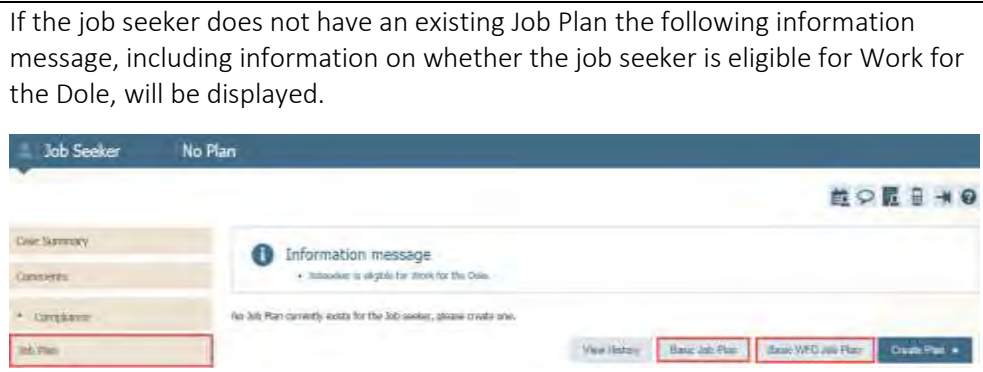 If the job seeker does not have an existing Job Plan the following information
message, including information on whether the job seeker is eligible for Work for
the Dole, will be displayed.
Job Seeker No Plan
Case Summary
Information message
Comments
• Jobseeker is eligible for Work for the Dole.
Compliance
No Job Plan currently exists for the Job seeker, please create one.
Job Plan
View History Basic Job Plan Basic WFD Job Plan Create Plan